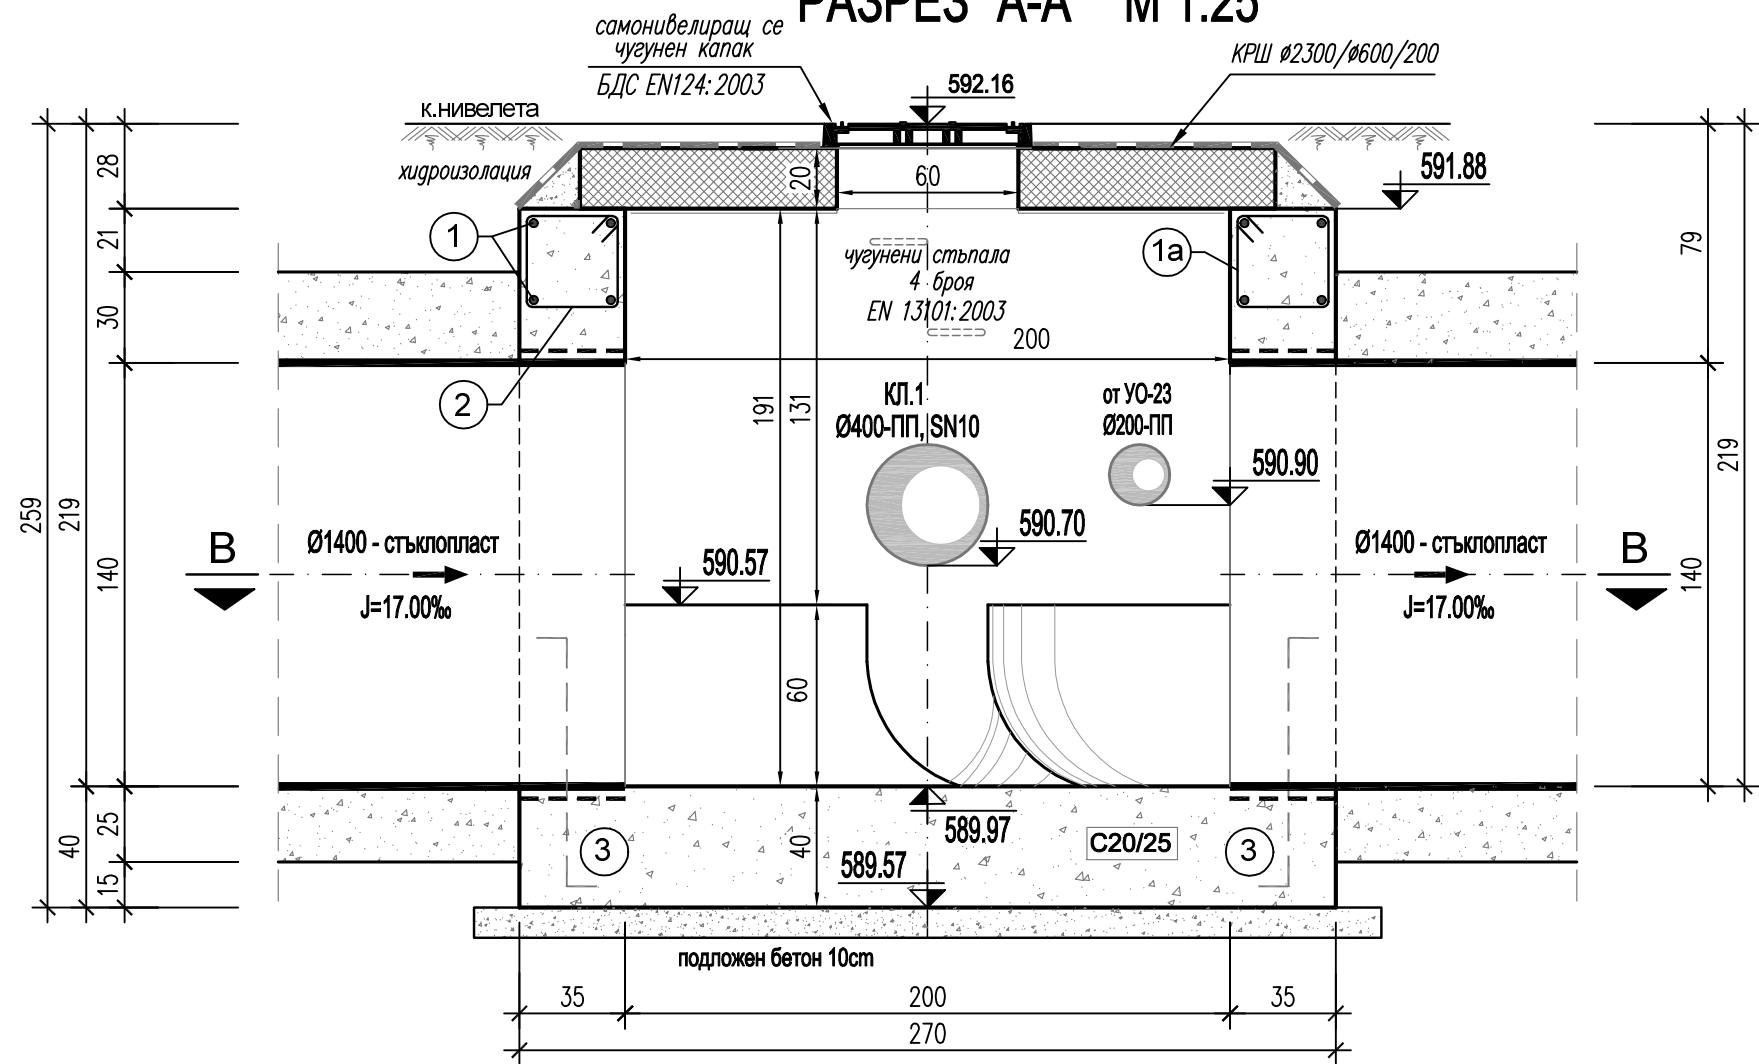 РАЗРЕЗ А-А М 1:25
самонивелиращ се
чугунен капак
БДС EN124:2003
КРШ ø2300/ø600/200
592.16
к.нивелета
хидроизолация
591.88
28
20
60
21
79
1
1а
чугунени стъпала
4 броя
EN 13101:2003
30
200
2
КЛ.1
Ø400-ПП, SN10
от УО-23
Ø200-ПП
191
131
590.90
219
259
219
590.70
B
Ø1400 - стъклопласт
J=17.00‰
590.57
Ø1400 - стъклопласт
J=17.00‰
B
140
140
60
589.97
C20/25
589.57
3
3
40
25
15
40
подложен бетон 10cm
35
200
35
270